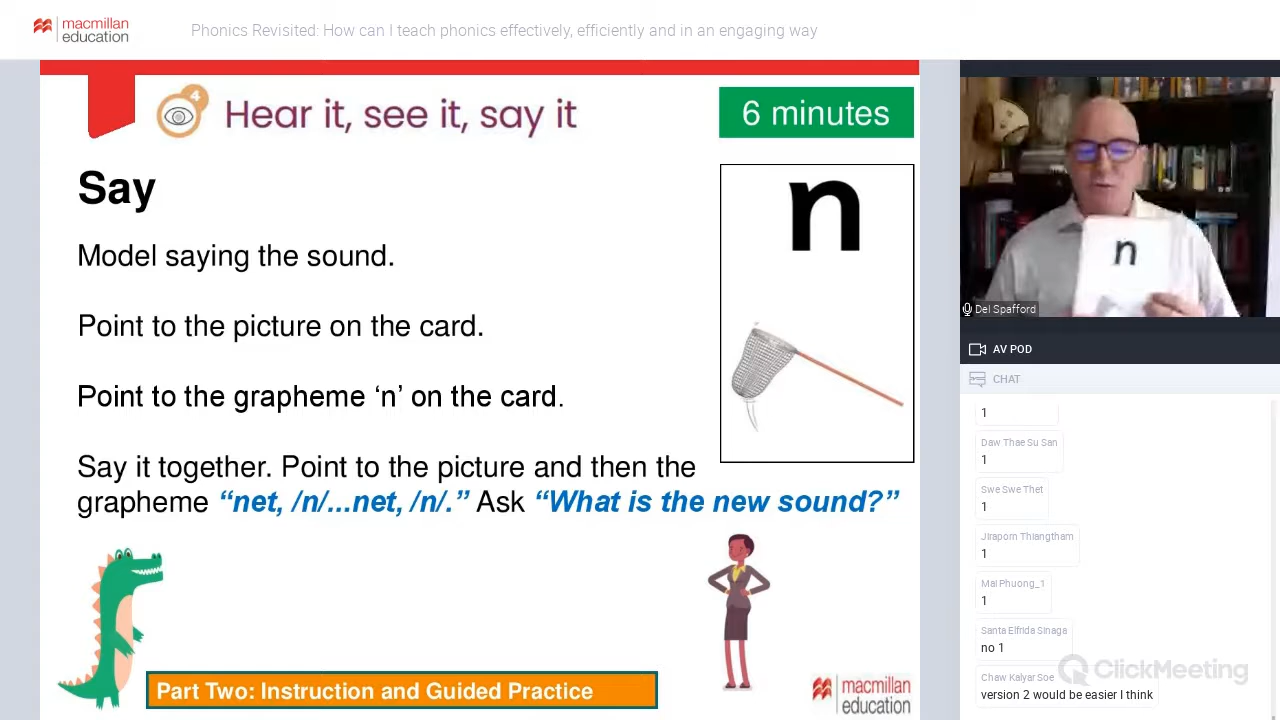 macmillan
education
Phonics Revisited: How can I teach phonics effectively, efficiently and in an engaging way
4
Hear it, see it, say it
6 minutes
Say
n
Model saying the sound.
Point to the picture on the card.
Point to the grapheme ‘n’ on the card.
Say it together. Point to the picture and then the
grapheme “net, /n/...net, /n/.” Ask “What is the new sound?”
Part Two: Instruction and Guided Practice
macmillan
education
n
Del Spafford
AV POD
CHAT
1
Daw Thae Su San
1
Swe Swe Thet
1
Jiraporn Thiangtham
1
Mai Phuong_1
1
Santa Elfrida Sinaga
no 1
Chaw Kalyar Soe
version 2 would be easier I think
ClickMeeting